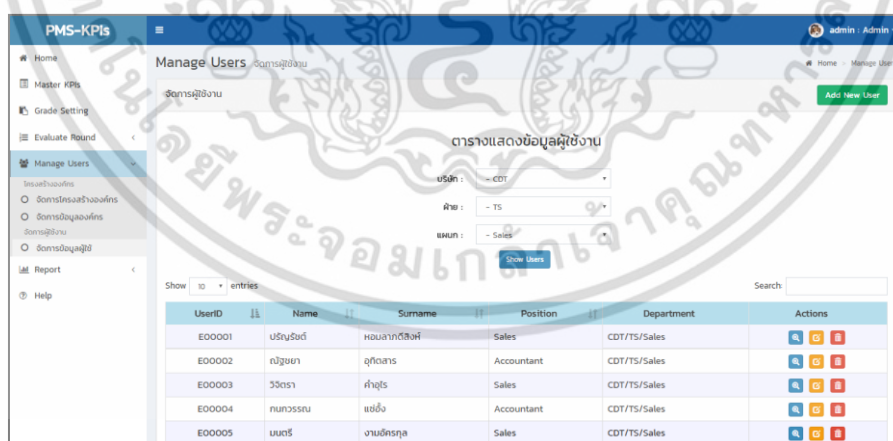 PMS-KPIs
admin : Admin
Home
Master KPIs
Grade Setting
Evaluate Round
Manage Users
โครงสร้างองค์กร
จัดการโครงสร้างองค์กร
จัดการข้อมูลองค์กร
จัดการผู้ใช้งาน
จัดการข้อมูลผู้ใช้
Report
Help
Manage Users จัดการผู้ใช้งาน
Home Manage User
จัดการผู้ใช้งาน
Add New User
ตารางแสดงข้อมูลผู้ใช้งาน
บริษัท : - CDT
ฝ่าย : - TS
แผนก : - Sales
Show Users
Show 10 entries
Search:
UserID Name Surname Position Department Actions
E00001 ปริญรัชต์ หอมลาภดีสิงห์ Sales CDT/TS/Sales
E00002 ณัฐชยา อุทิตสาร Accountant CDT/TS/Sales
E00003 วิจิตรา คำอุไร Sales CDT/TS/Sales
E00004 กนกวรรณ แซ่อึ้ง Accountant CDT/TS/Sales
E00005 มนตรี งามอัครกุล Sales CDT/TS/Sales